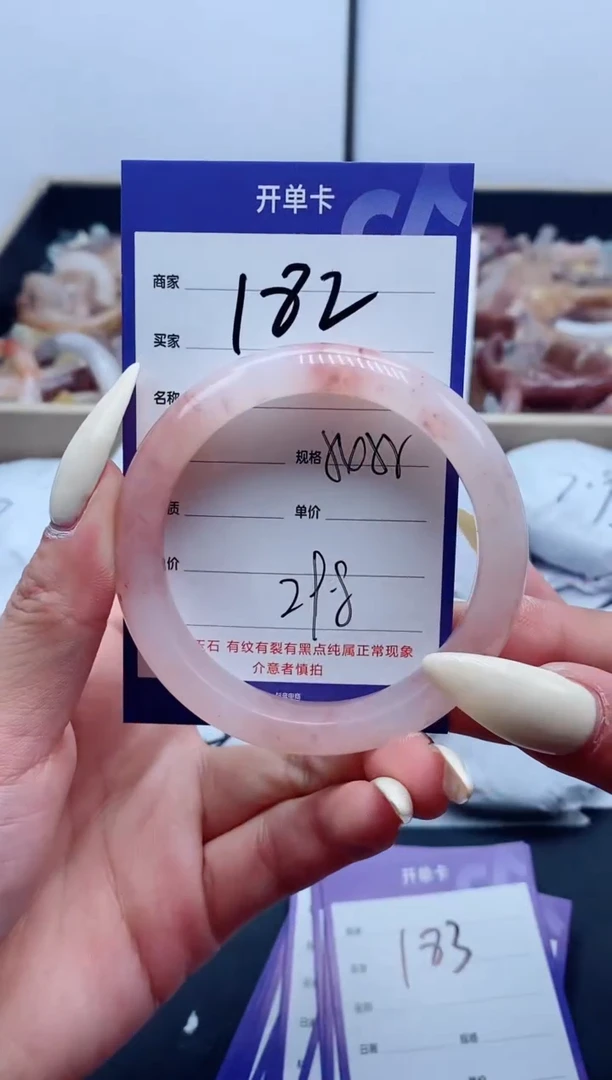 开单卡
商家 182
买家
名称
规格
质 单价
价 29.8
石 有纹有裂有黑点纯属正常现象
介意者慎拍
开单卡
183